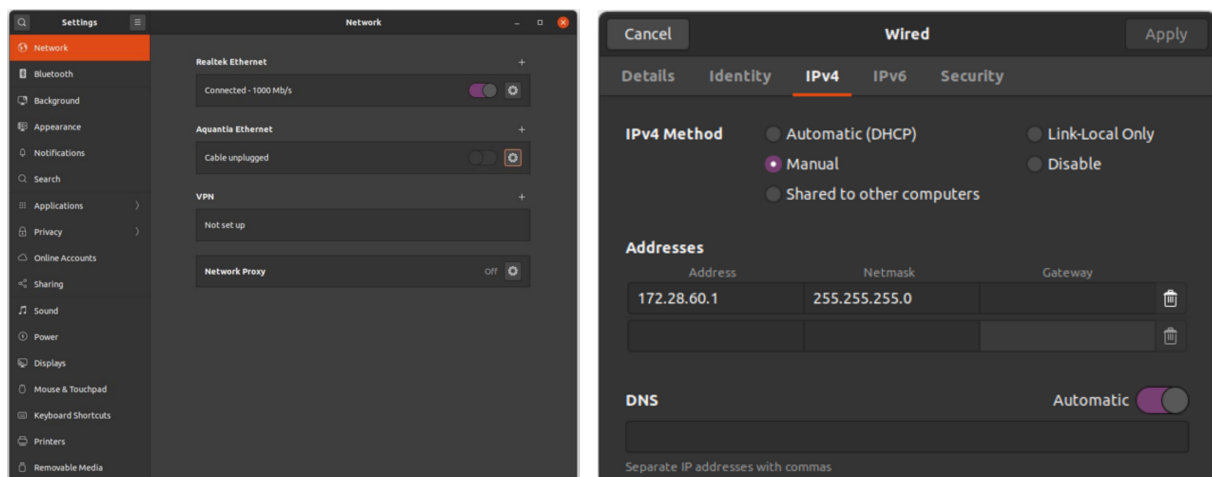 Settings
Network
Network
Bluetooth
Background
Appearance
Notifications
Search
Applications
Privacy
Online Accounts
Sharing
Sound
Power
Displays
Mouse & Touchpad
Keyboard Shortcuts
Printers
Removable Media
Realtek Ethernet
Connected - 1000 Mb/s
Aquantia Ethernet
Cable unplugged
VPN
Not set up
Network Proxy Off
Cancel Wired Apply
Details Identity IPv4 IPv6 Security
IPv4 Method Automatic (DHCP) Link-Local Only
Manual Disable
Shared to other computers
Addresses
Address Netmask Gateway
172.28.60.1 255.255.255.0
DNS Automatic
Separate IP addresses with commas